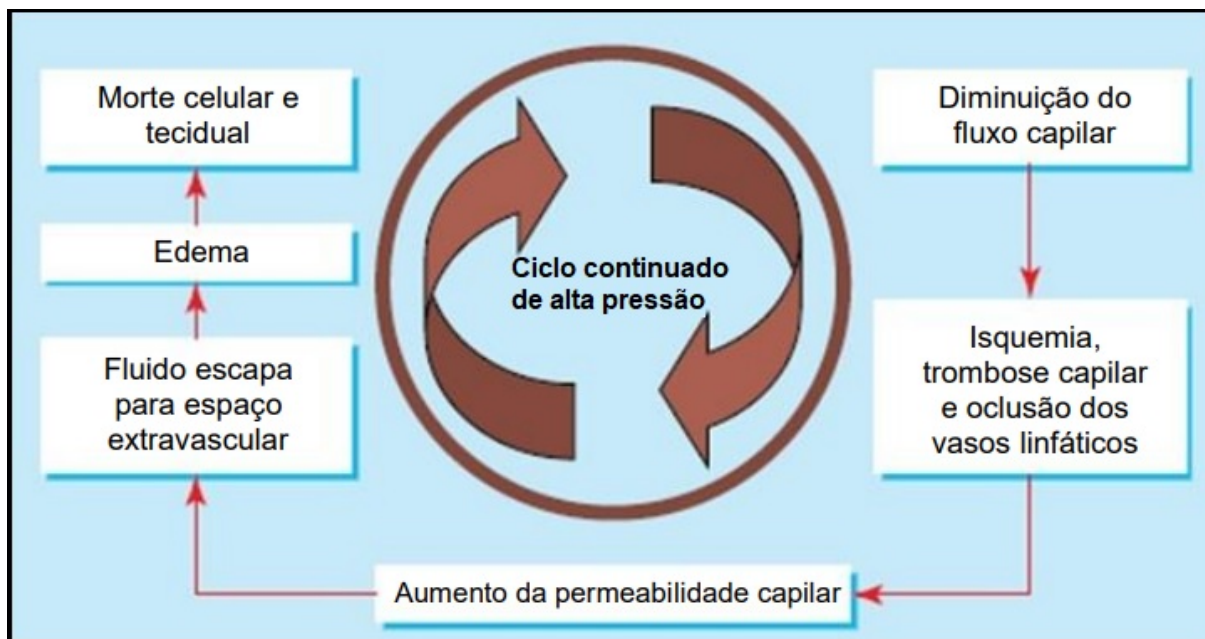 Morte celular e
tecidual
Edema
Fluido escapa
para espaço
extravascular
Ciclo continuado
de alta pressão
Diminuição do
fluxo capilar
Isquemia,
trombose capilar
e oclusão dos
vasos linfáticos
Aumento da permeabilidade capilar